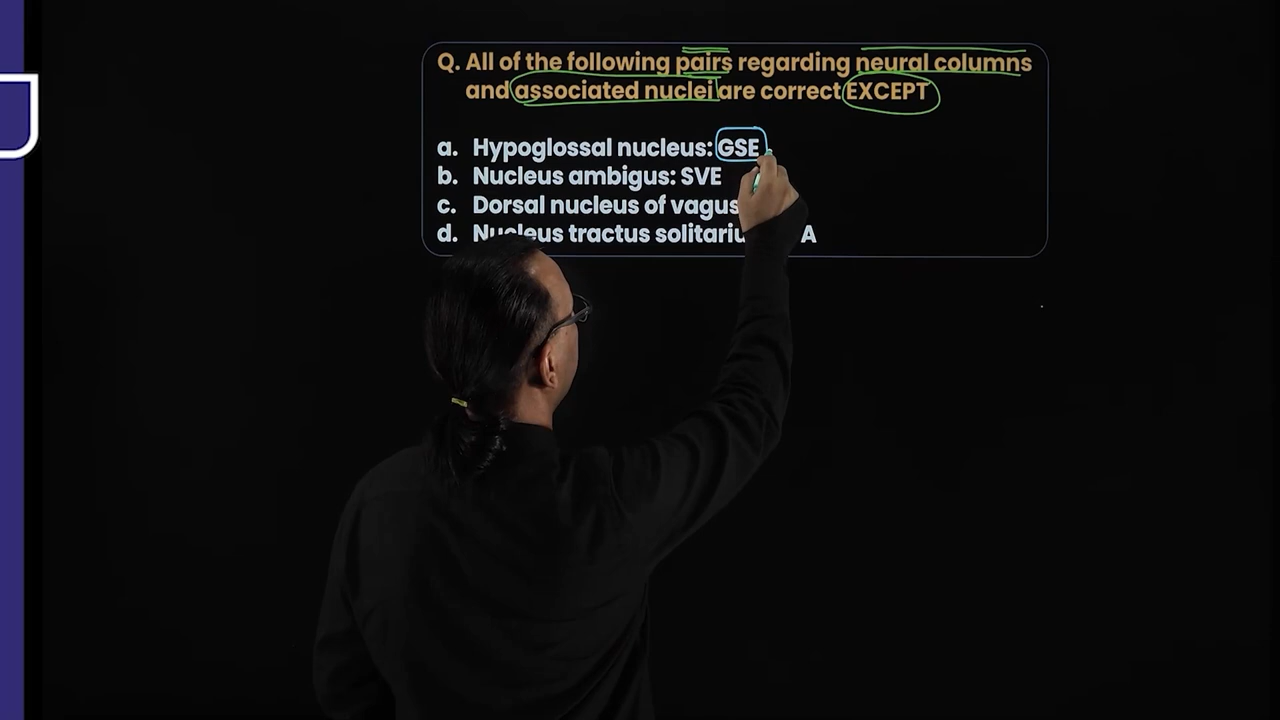 Q. All of the following pairs regarding neural columns
and associated nuclei are correct EXCEPT
a. Hypoglossal nucleus: GSE
b. Nucleus ambigus: SVE
c. Dorsal nucleus of vagus
d. Nucleus tractus A